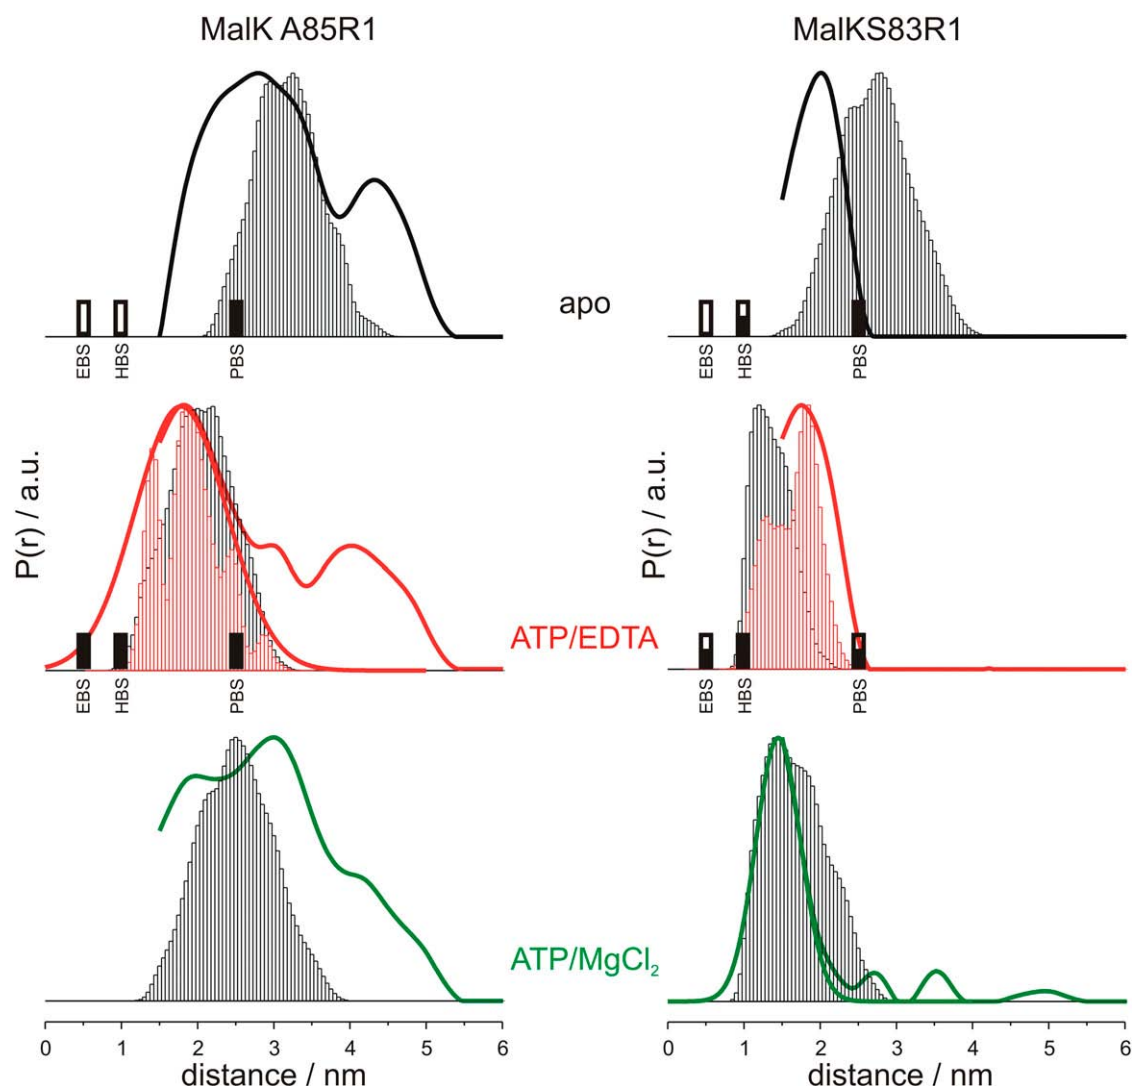 MalK A85R1
MalKS83R1
apo
EBS
HBS
PBS
EBS
HBS
PBS
P(r) / a.u.
P(r) / a.u.
ATP/EDTA
EBS
HBS
PBS
EBS
HBS
PBS
ATP/MgCl₂
0 1 2 3 4 5 6
0 1 2 3 4 5 6
distance / nm
distance / nm